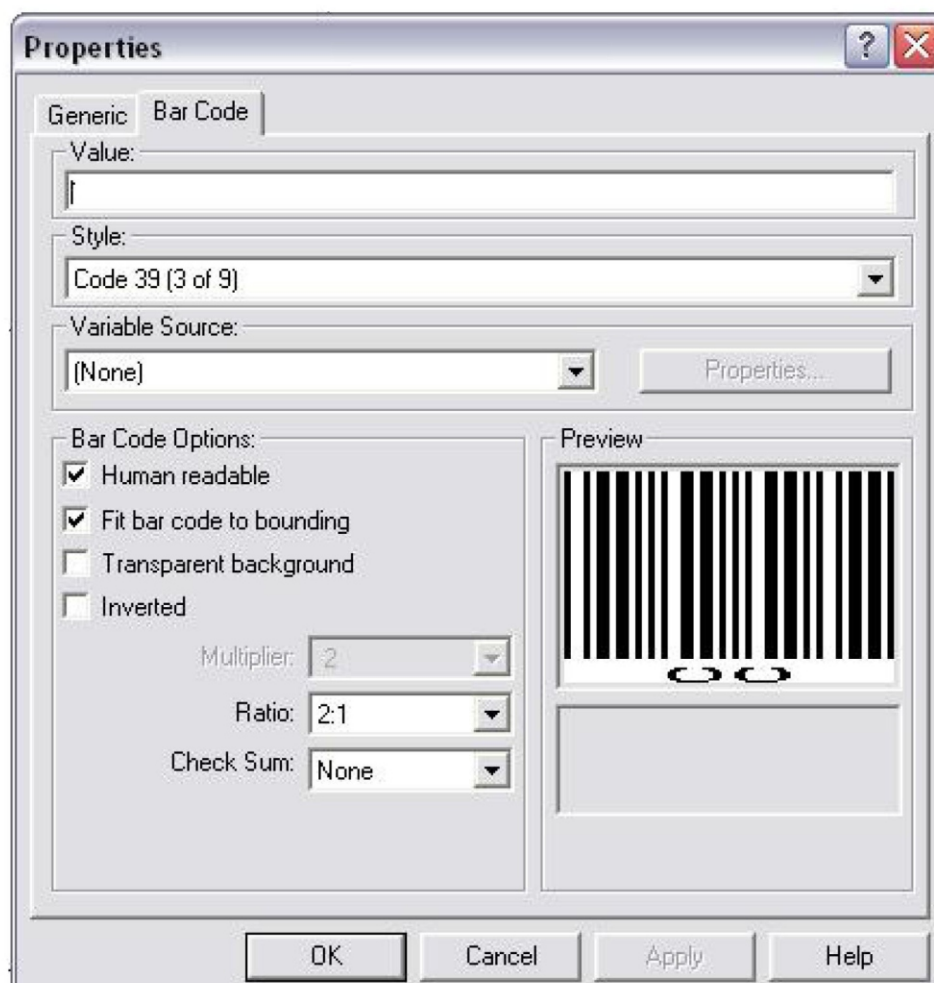 Properties
Generic Bar Code
Value:
Style:
Code 39 (3 of 9)
Variable Source:
(None) Properties...
Bar Code Options: Preview
Human readable
Fit bar code to bounding
Transparent background
Inverted
Multiplier: 2
Ratio: 2:1
Check Sum: None
OK Cancel Apply Help